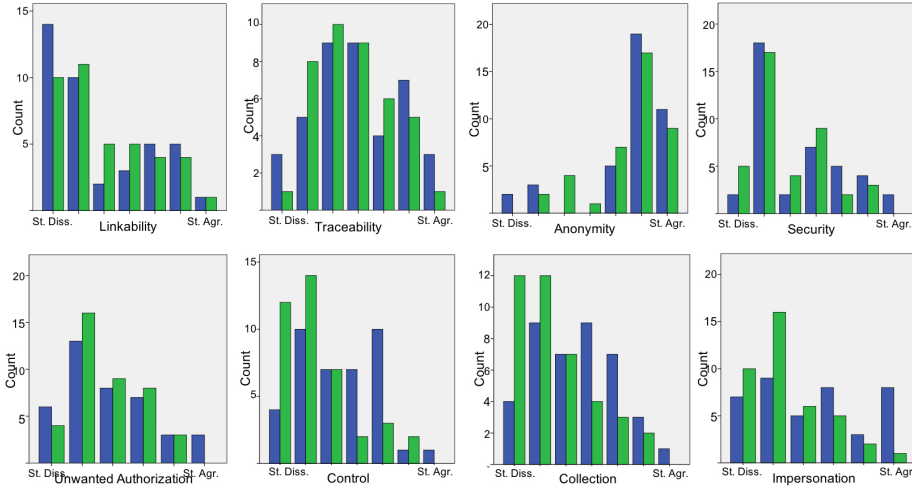 15
10
5
Count
St. Diss.
St. Agr.
Linkability
10
8
6
4
2
Count
St. Diss.
St. Agr.
Traceability
20
15
10
5
Count
St. Diss.
St. Agr.
Anonymity
20
15
10
5
Count
St. Diss.
St. Agr.
Security
20
15
10
5
Count
St. Diss.
St. Agr.
Unwanted Authorization
15
10
5
Count
St. Diss.
St. Agr.
Control
12
10
8
6
4
2
Count
St. Diss.
St. Agr.
Collection
20
15
10
5
Count
St. Diss.
St. Agr.
Impersonation